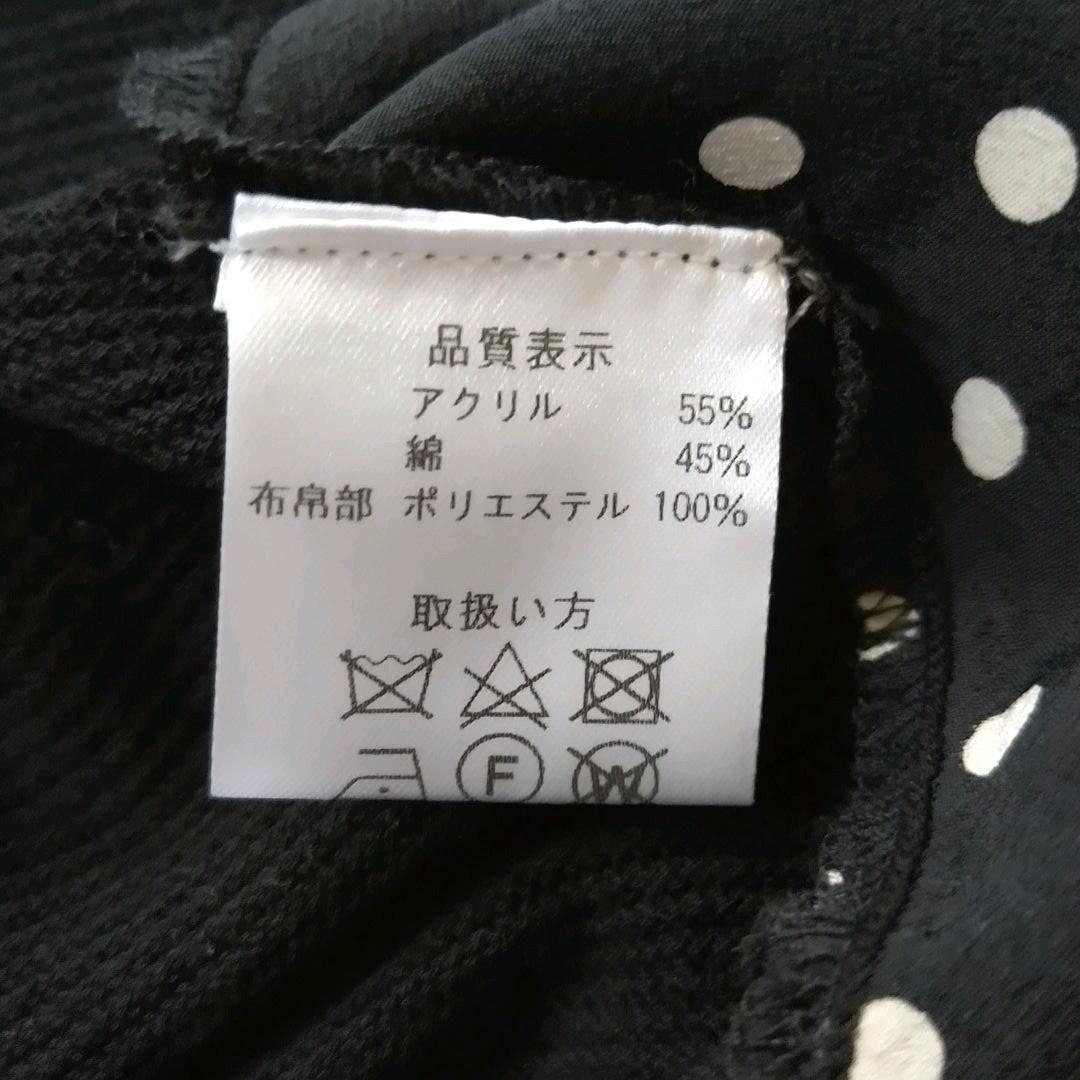 品質表示
アクリル 55%
綿 45%
布帛部 ポリエステル 100%
取扱い方
F W